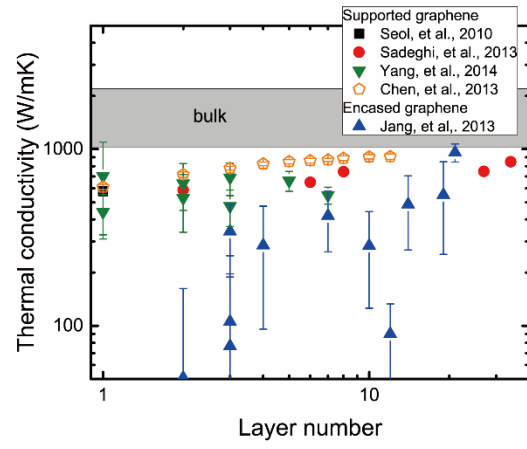 Supported graphene
Seol, et al., 2010
Sadeghi, et al., 2013
Yang, et al., 2014
Chen, et al., 2013
Encased graphene
Jang, et al,. 2013
bulk
Thermal conductivity (W/mK)
1000
100
1
10
Layer number